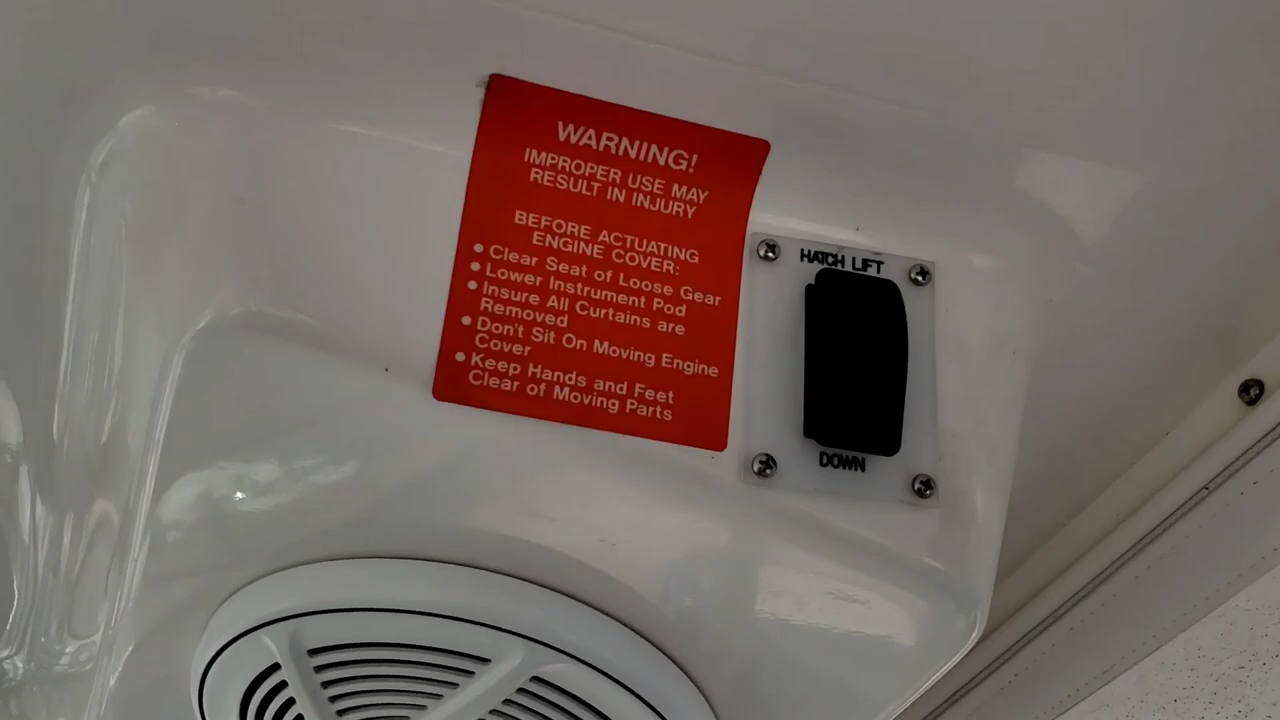 WARNING!
IMPROPER USE MAY
RESULT IN INJURY
BEFORE ACTUATING
ENGINE COVER:
• Clear Seat of Loose Gear
• Lower Instrument Pod
• Insure All Curtains are
Removed
• Don't Sit On Moving Engine
Cover
• Keep Hands and Feet
Clear of Moving Parts
HATCH LIFT
DOWN